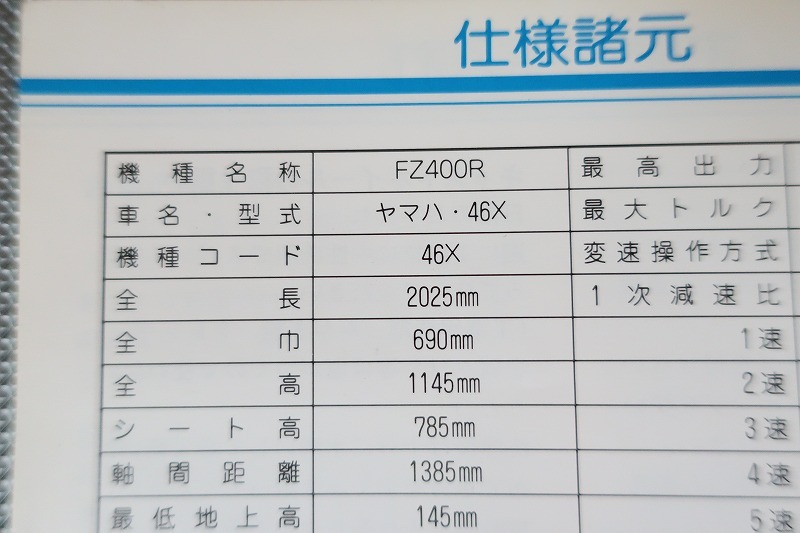 仕様諸元
機種名称 FZ400R 最高出力
車名・型式 ヤマハ・46X 最大トルク
機種コード 46X 変速操作方式
全長 2025mm 1次減速比
全巾 690mm 1速
全高 1145mm 2速
シート高 785mm 3速
軸間距離 1385mm 4速
最低地上高 145mm 5速